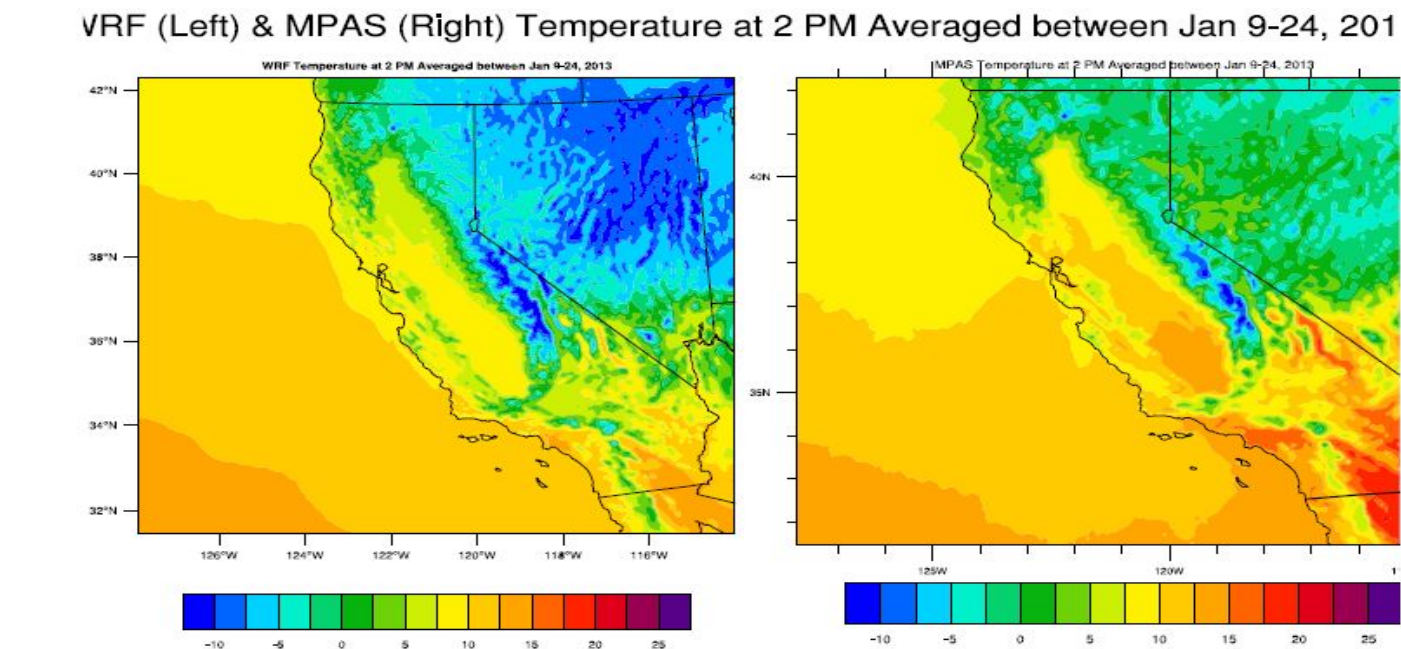 VRF (Left) & MPAS (Right) Temperature at 2 PM Averaged between Jan 9-24, 201
WRF Temperature at 2 PM Averaged between Jan 9-24, 2013
MPAS Temperature at 2 PM Averaged between Jan 9-24, 2013
42°N
40°N
38°N
36°N
34°N
32°N
126°W 124°W 122°W 120°W 118°W 116°W
-10 -5 0 5 10 15 20 25
40N
35N
125W 120W 1
-10 -5 0 5 10 15 20 25